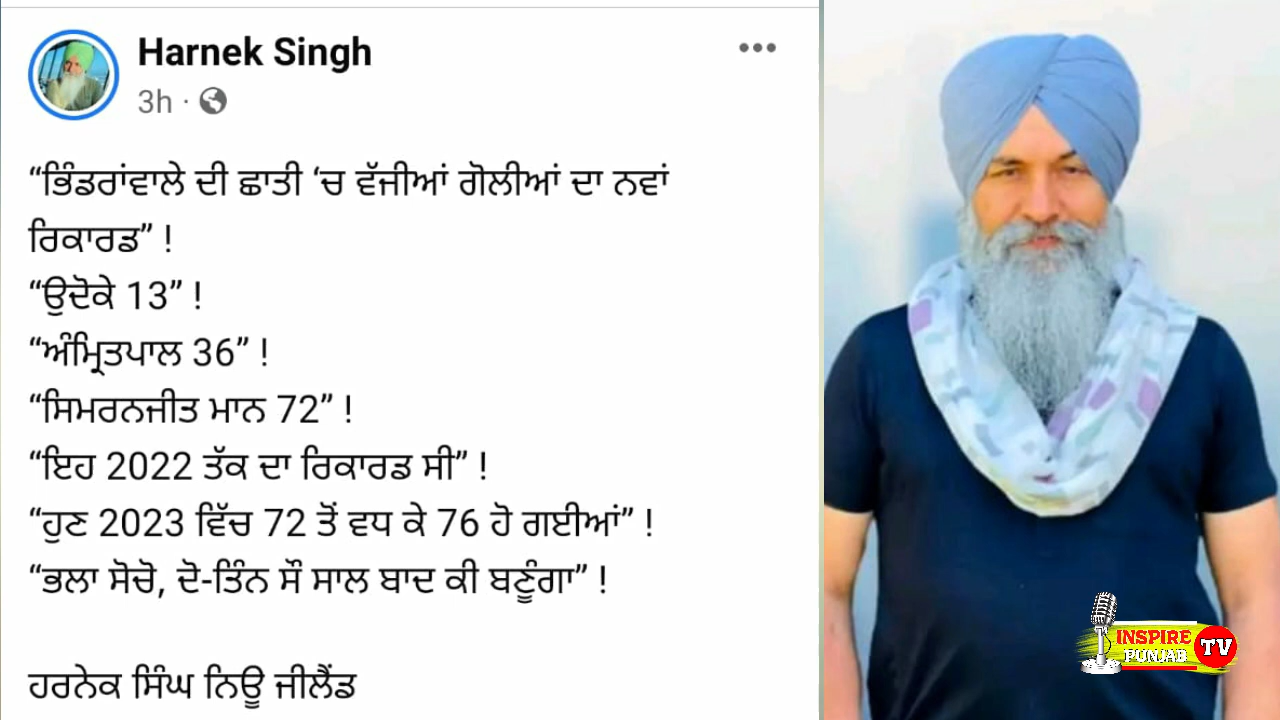 Harnek Singh
3h ·
“ਭਿੰਡਰਾਂਵਾਲੇ ਦੀ ਛਾਤੀ ‘ਚ ਵੱਜੀਆਂ ਗੋਲੀਆਂ ਦਾ ਨਵਾਂ
ਰਿਕਾਰਡ” !
“ਉਦੋਕੇ 13” !
“ਅੰਮ੍ਰਿਤਪਾਲ 36” !
“ਸਿਮਰਨਜੀਤ ਮਾਨ 72” !
“ਇਹ 2022 ਤੱਕ ਦਾ ਰਿਕਾਰਡ ਸੀ” !
“ਹੁਣ 2023 ਵਿੱਚ 72 ਤੋਂ ਵਧ ਕੇ 76 ਹੋ ਗਈਆਂ” !
“ਭਲਾ ਸੋਚੋ, ਦੋ-ਤਿੰਨ ਸੌ ਸਾਲ ਬਾਦ ਕੀ ਬਣੂੰਗਾ” !
ਹਰਨੇਕ ਸਿੰਘ ਨਿਊ ਜੀਲੈਂਡ
INSPIRE
PUNJAB
TV